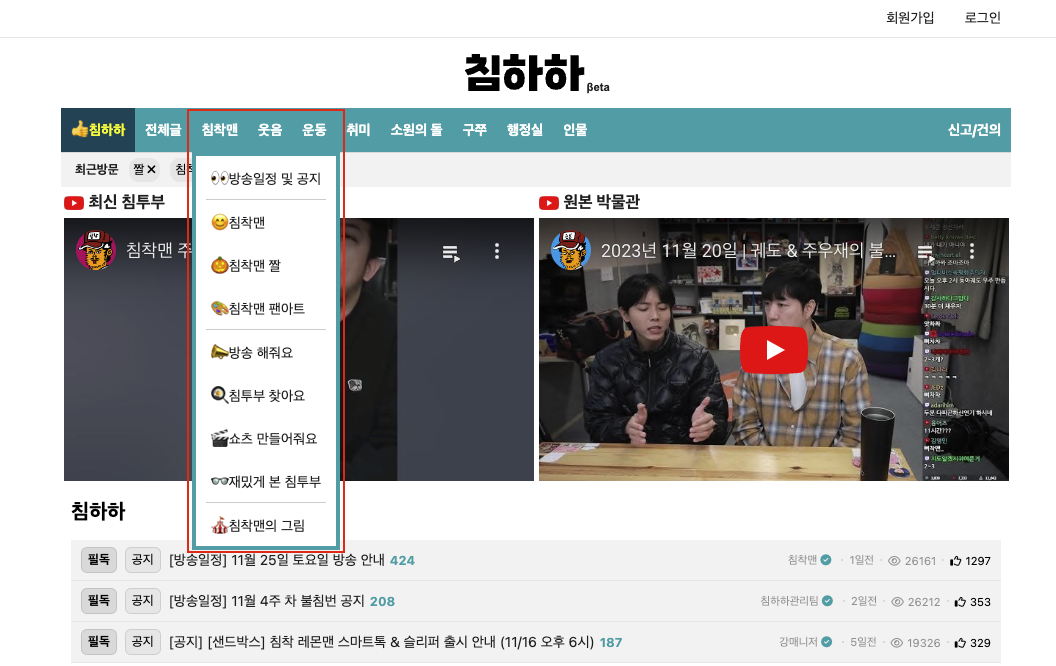 회원가입 로그인
침하하 βeta
👍침하하 전체글 침착맨 웃음 운동 취미 소원의 돌 구쭈 행정실 인물 신고/건의
최근방문 짤 ✕
👀방송일정 및 공지
😊침착맨
🎃침착맨 짤
🎨침착맨 팬아트
📣방송 해줘요
🍳침투부 찾아요
🎬쇼츠 만들어줘요
👓재밌게 본 침투부
🎪침착맨의 그림
최신 침투부
침착맨 주
원본 박물관
2023년 11월 20일 | 궤도 & 주우재의 불...
침하하
필독 공지 [방송일정] 11월 25일 토요일 방송 안내 424 침착맨 · 1일전 · 26161 · 1297
필독 공지 [방송일정] 11월 4주 차 불침번 공지 208 침하하관리팀 · 2일전 · 26212 · 353
필독 공지 [공지] [샌드박스] 침착 레몬맨 스마트톡 & 슬리퍼 출시 안내 (11/16 오후 6시) 187 강매니저 · 5일전 · 19326 · 329